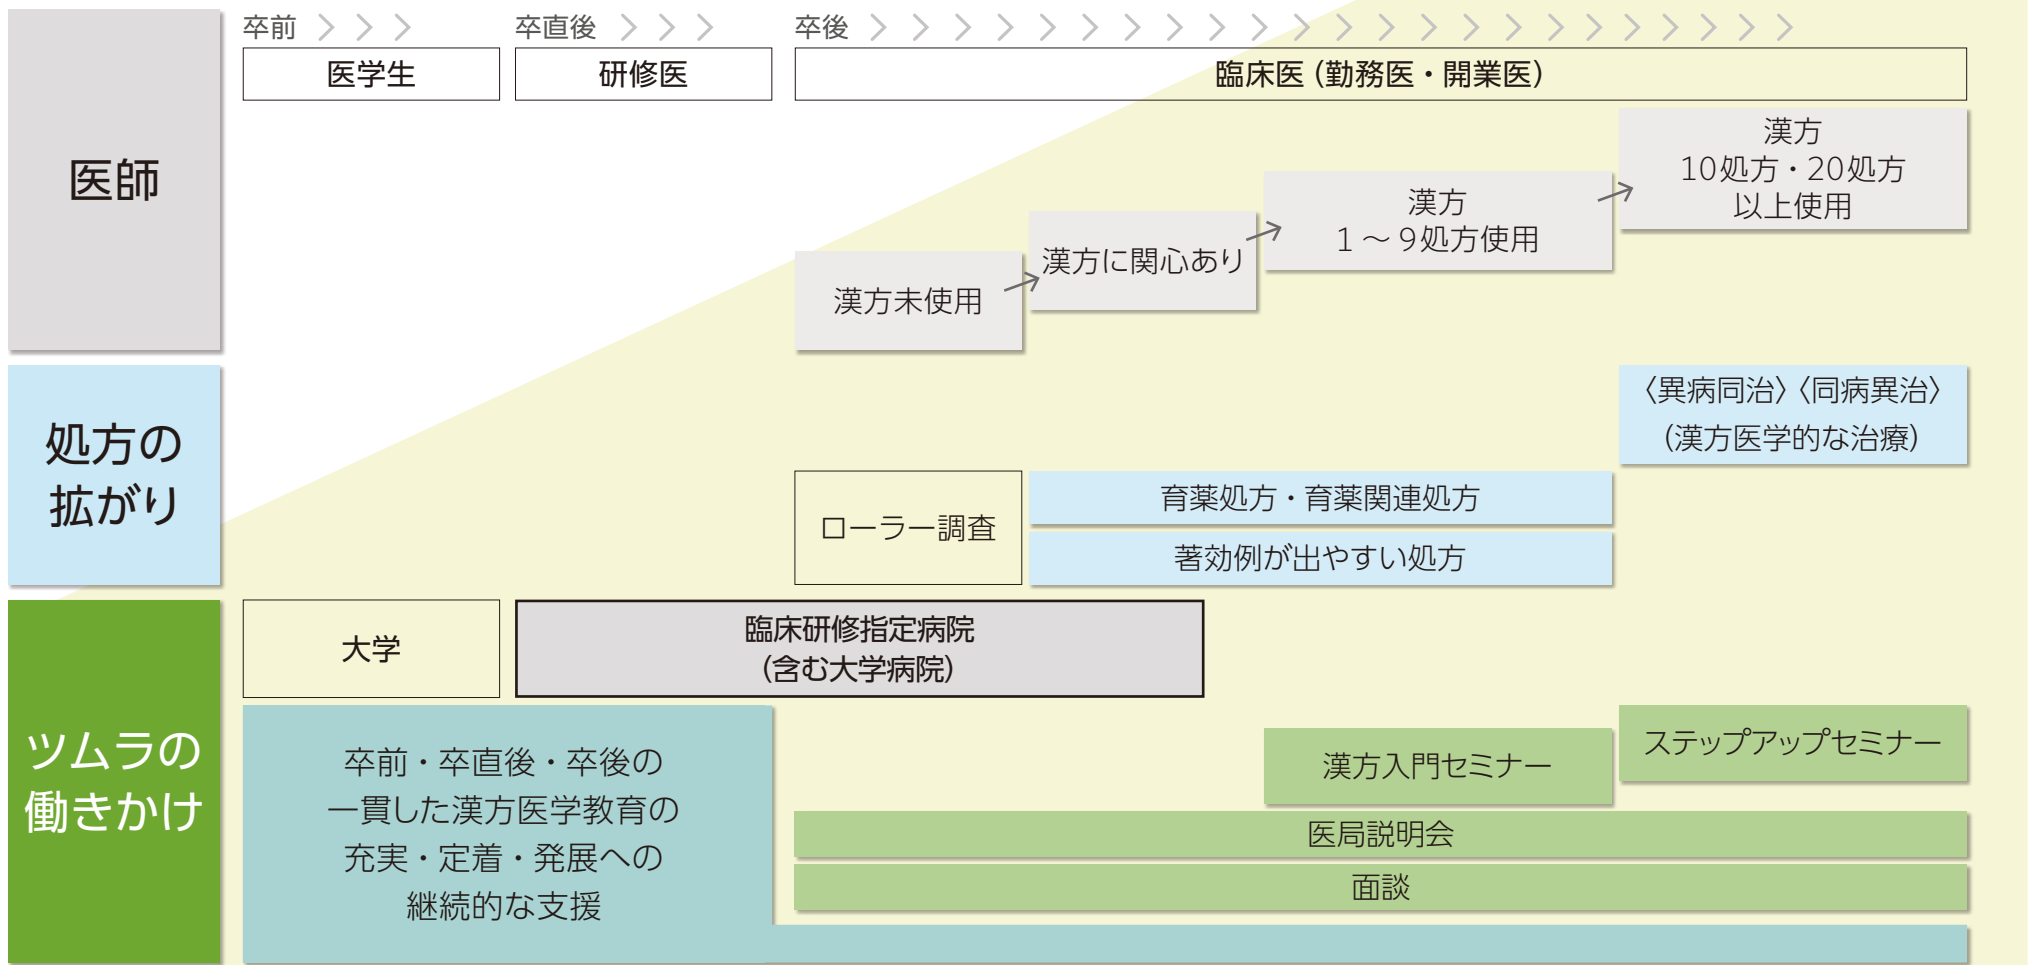 卒前
卒直後
卒後
医学生
研修医
臨床医（勤務医・開業医）
医師
漢方未使用
漢方に関心あり
漢方
1～9処方使用
漢方
10処方・20処方
以上使用
処方の
拡がり
ローラー調査
育薬処方・育薬関連処方
著効例が出やすい処方
〈異病同治〉〈同病異治〉
（漢方医学的な治療）
ツムラの
働きかけ
大学
臨床研修指定病院
（含む大学病院）
卒前・卒直後・卒後の
一貫した漢方医学教育の
充実・定着・発展への
継続的な支援
漢方入門セミナー
ステップアップセミナー
医局説明会
面談